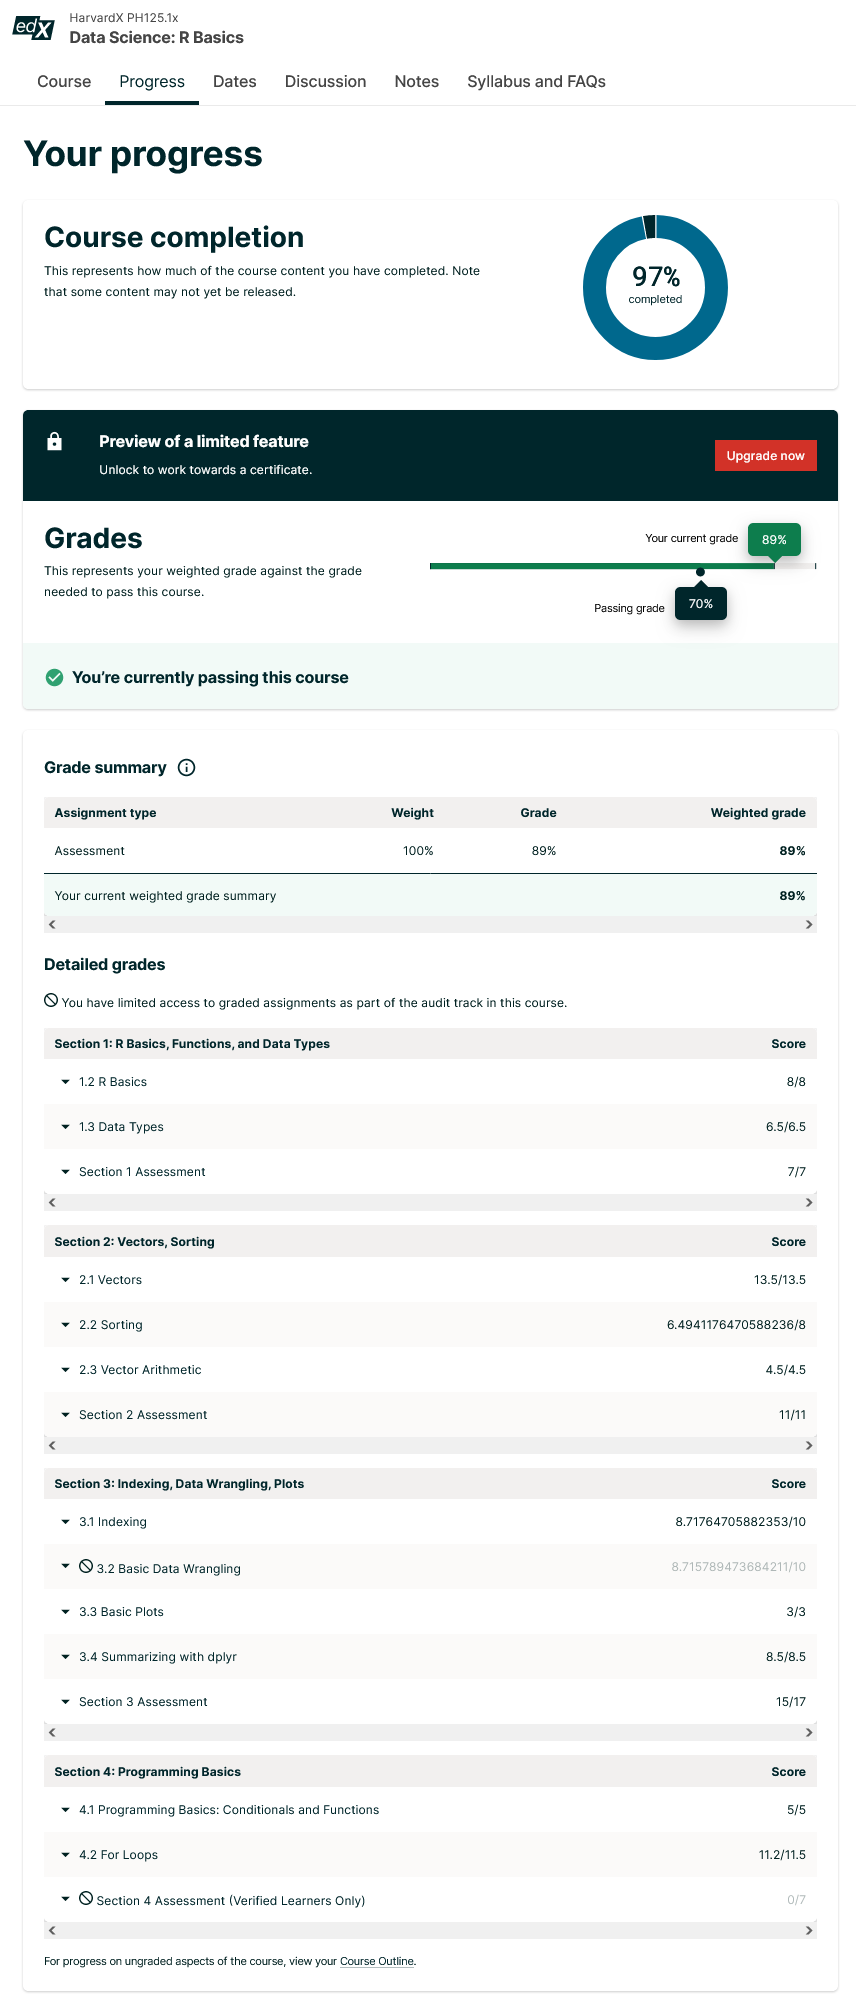 edX
HarvardX PH125.1x
Data Science: R Basics
Course Progress Dates Discussion Notes Syllabus and FAQs
Your progress
Course completion
This represents how much of the course content you have completed. Note
that some content may not yet be released.
97%
completed
Preview of a limited feature
Unlock to work towards a certificate.
Upgrade now
Grades
This represents your weighted grade against the grade
needed to pass this course.
Your current grade 89%
Passing grade 70%
You’re currently passing this course
Grade summary
Assignment type Weight Grade Weighted grade
Assessment 100% 89% 89%
Your current weighted grade summary 89%
Detailed grades
You have limited access to graded assignments as part of the audit track in this course.
Section 1: R Basics, Functions, and Data Types Score
1.2 R Basics 8/8
1.3 Data Types 6.5/6.5
Section 1 Assessment 7/7
Section 2: Vectors, Sorting Score
2.1 Vectors 13.5/13.5
2.2 Sorting 6.4941176470588236/8
2.3 Vector Arithmetic 4.5/4.5
Section 2 Assessment 11/11
Section 3: Indexing, Data Wrangling, Plots Score
3.1 Indexing 8.71764705882353/10
3.2 Basic Data Wrangling 8.715789473684211/10
3.3 Basic Plots 3/3
3.4 Summarizing with dplyr 8.5/8.5
Section 3 Assessment 15/17
Section 4: Programming Basics Score
4.1 Programming Basics: Conditionals and Functions 5/5
4.2 For Loops 11.2/11.5
Section 4 Assessment (Verified Learners Only) 0/7
For progress on ungraded aspects of the course, view your Course Outline.